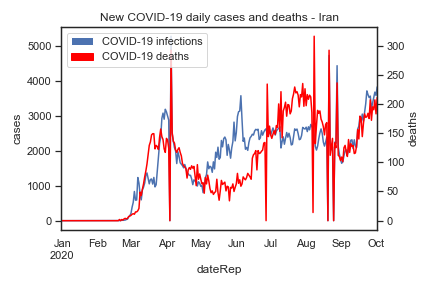 New COVID-19 daily cases and deaths - Iran
COVID-19 infections
COVID-19 deaths
5000
4000
3000
2000
1000
0
cases
300
250
200
150
100
50
0
deaths
Jan Feb Mar Apr May Jun Jul Aug Sep Oct
2020
dateRep